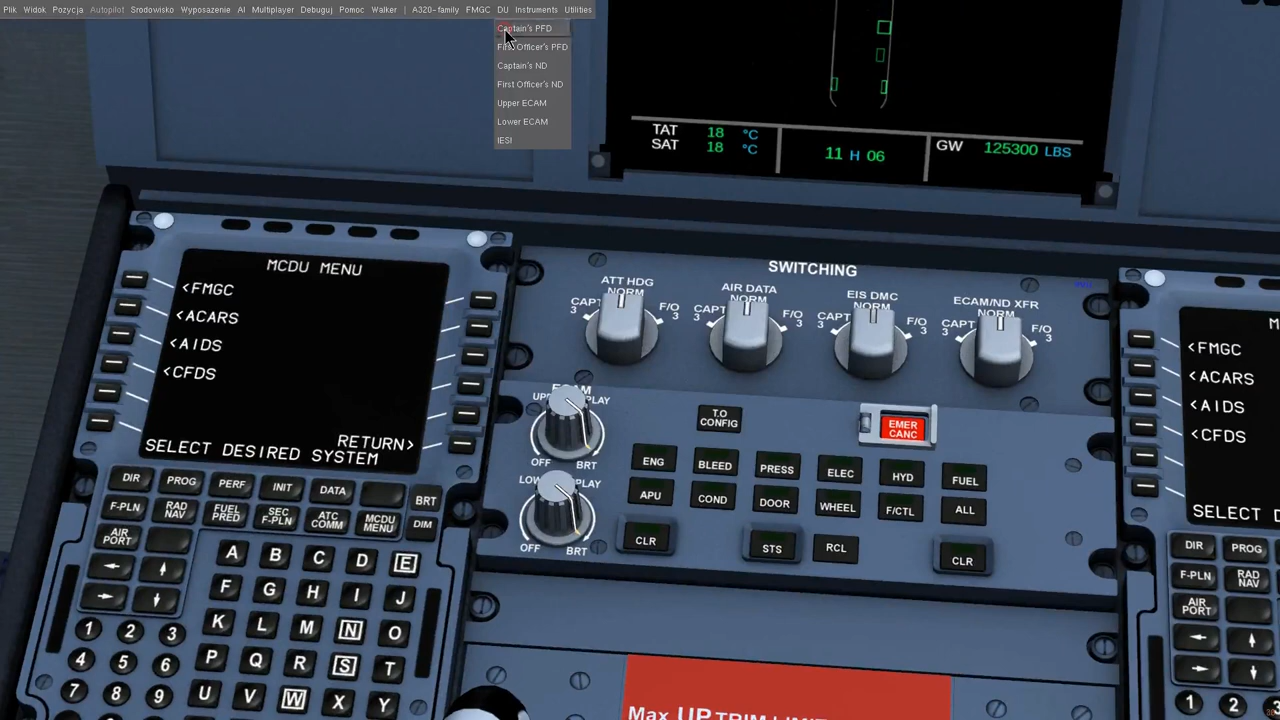 Plik Widok Pozycja Autopilot Środowisko Wyposażenie AI Multiplayer Debuguj Pomoc Walker | A320-family FMGC DU Instruments Utilities
Captain's PFD
First Officer's PFD
Captain's ND
First Officer's ND
Upper ECAM
Lower ECAM
IESI
TAT 18 °C
SAT 18 °C
11 H 06
GW 125300 LBS
MCDU MENU
<FMGC
<ACARS
<AIDS
<CFDS
RETURN>
SELECT DESIRED SYSTEM
SWITCHING
ATT HDG
NORM
CAPT
3
F/O
3
AIR DATA
NORM
CAPT
3
F/O
3
EIS DMC
NORM
CAPT
3
F/O
3
ECAM/ND XFR
NORM
CAPT
3
F/O
3
ECAM
OFF BRT
OFF BRT
T.O
CONFIG
EMER
CANC
ENG BLEED PRESS ELEC HYD FUEL
APU COND DOOR WHEEL F/CTL ALL
CLR STS RCL CLR
DIR PROG PERF INIT DATA BRT
F-PLN RAD
NAV FUEL
PRED SEC
F-PLN ATC
COMM MCDU
MENU DIM
AIR
PORT
A B C D E
F G H I J
K L M N O
P Q R S T
U V W X Y
1 2 3
4 5 6
7 8 9
<FMGC
<ACARS
<AIDS
<CFDS
DIR PROG
F-PLN RAD
NAV
AIR
PORT
1 2
Max UP TRIM LIMIT